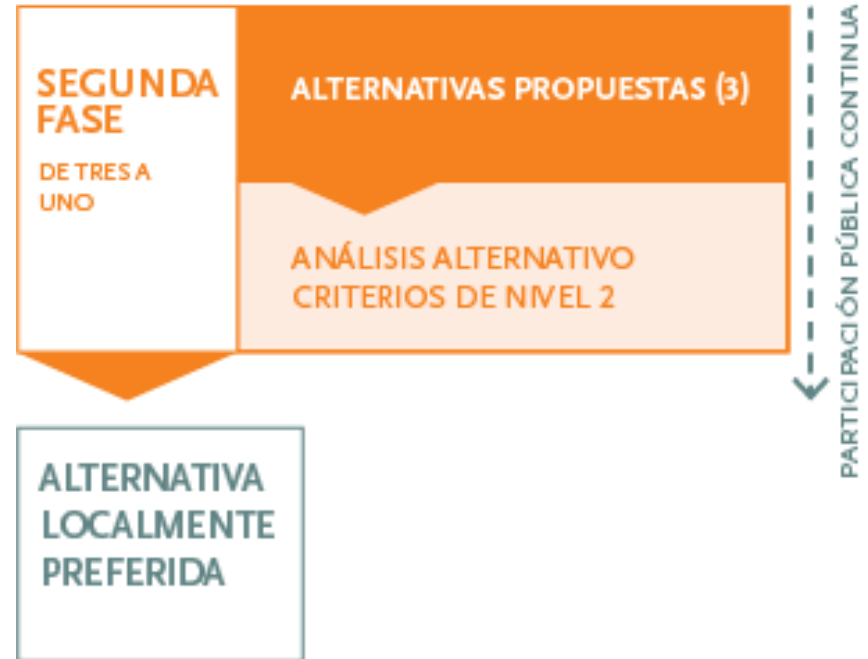 SEGUNDA
FASE
DE TRES A
UNO
ALTERNATIVAS PROPUESTAS (3)
ANÁLISIS ALTERNATIVO
CRITERIOS DE NIVEL 2
ALTERNATIVA
LOCALMENTE
PREFERIDA
PARTICIPACIÓN PÚBLICA CONTINUA